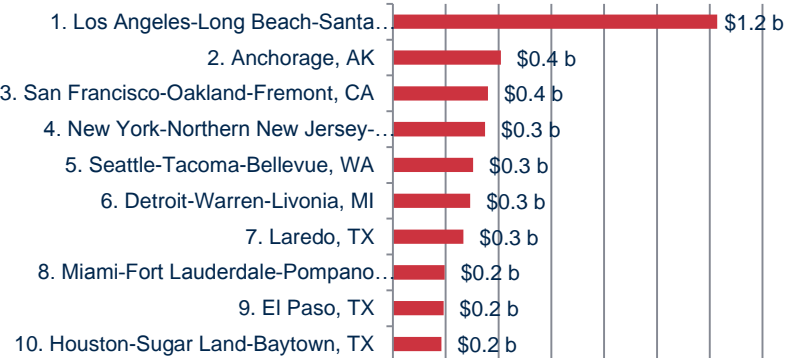 1. Los Angeles-Long Beach-Santa… $1.2 b
2. Anchorage, AK $0.4 b
3. San Francisco-Oakland-Fremont, CA $0.4 b
4. New York-Northern New Jersey-… $0.3 b
5. Seattle-Tacoma-Bellevue, WA $0.3 b
6. Detroit-Warren-Livonia, MI $0.3 b
7. Laredo, TX $0.3 b
8. Miami-Fort Lauderdale-Pompano… $0.2 b
9. El Paso, TX $0.2 b
10. Houston-Sugar Land-Baytown, TX $0.2 b